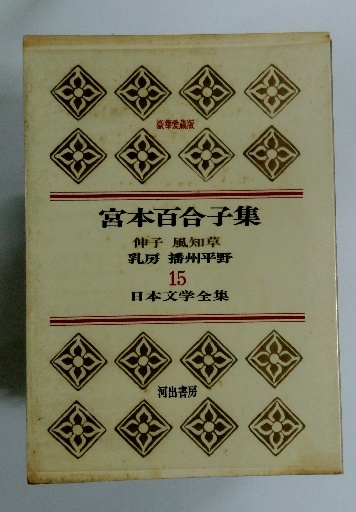 豪華愛蔵版
宮本百合子集
伸子 風知草
乳房 播州平野
15
日本文学全集
河出書房